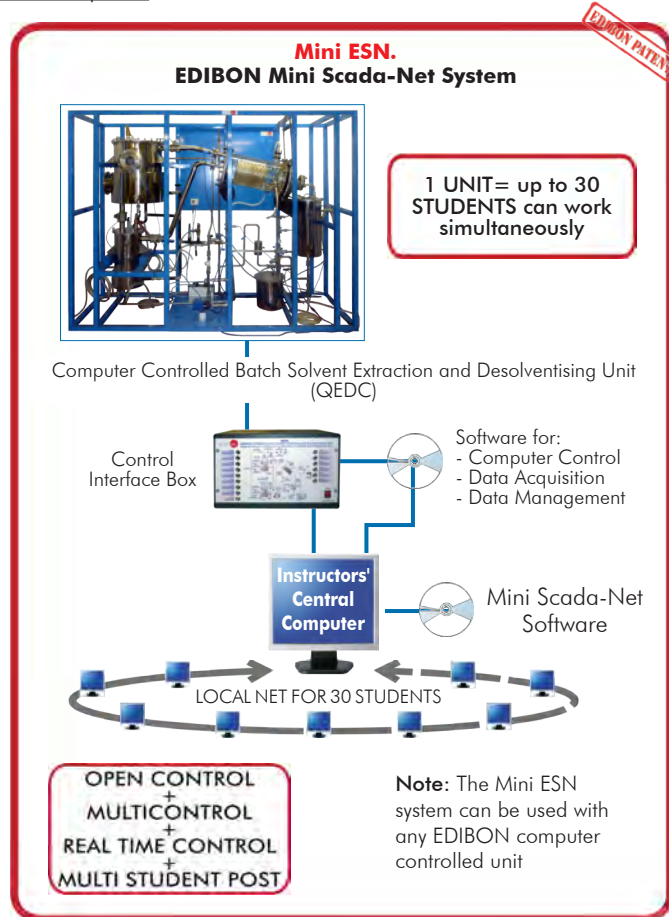 EDIBON PATENT
Mini ESN.
EDIBON Mini Scada-Net System
1 UNIT= up to 30
STUDENTS can work
simultaneously
Computer Controlled Batch Solvent Extraction and Desolventising Unit
(QEDC)
Control
Interface Box
Software for:
- Computer Control
- Data Acquisition
- Data Management
Instructors'
Central
Computer
Mini Scada-Net
Software
LOCAL NET FOR 30 STUDENTS
OPEN CONTROL
+
MULTICONTROL
+
REAL TIME CONTROL
+
MULTI STUDENT POST
Note: The Mini ESN
system can be used with
any EDIBON computer
controlled unit